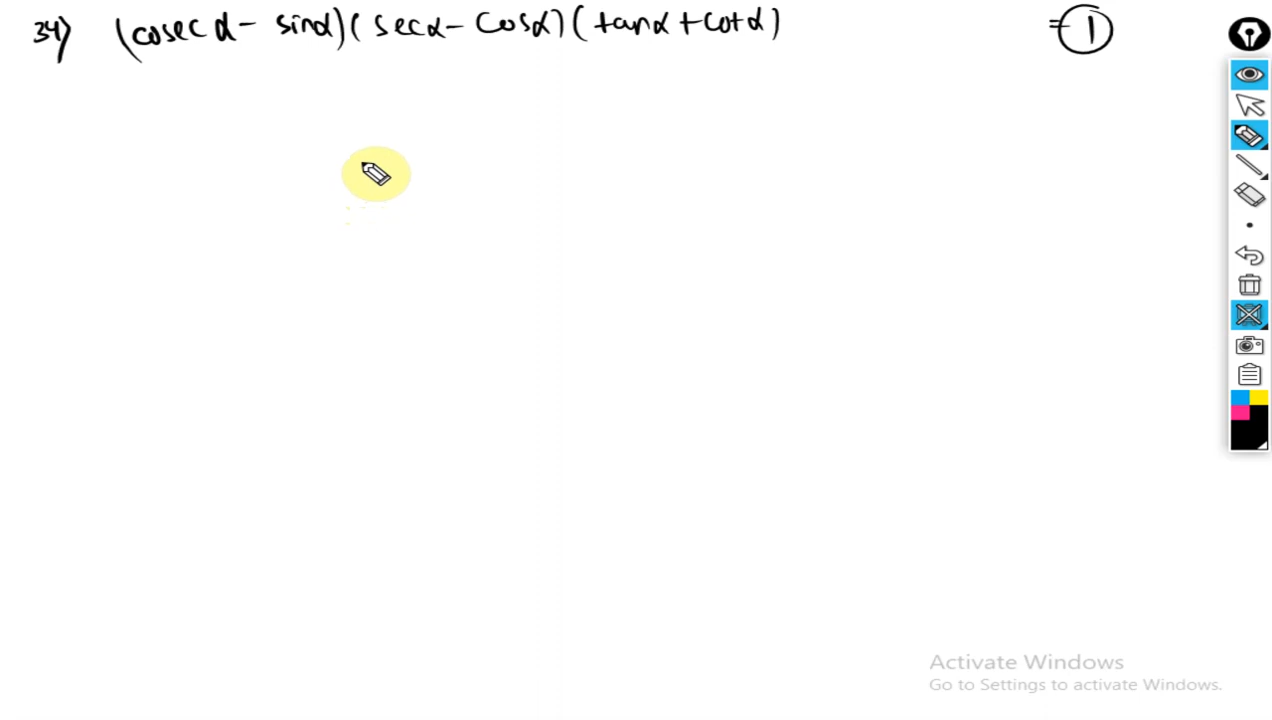 34) (cosec α - sin α) (sec α - cos α) (tan α + cot α) = 1
Activate Windows
Go to Settings to activate Windows.